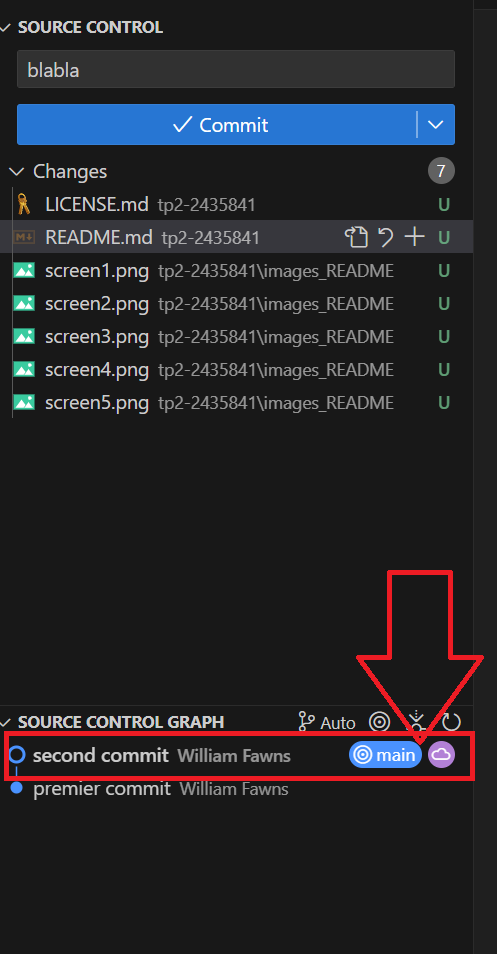 SOURCE CONTROL
blabla
Commit
Changes 7
LICENSE.md tp2-2435841 U
README.md tp2-2435841 U
screen1.png tp2-2435841\images_README U
screen2.png tp2-2435841\images_README U
screen3.png tp2-2435841\images_README U
screen4.png tp2-2435841\images_README U
screen5.png tp2-2435841\images_README U
SOURCE CONTROL GRAPH Auto
second commit William Fawns main
premier commit William Fawns